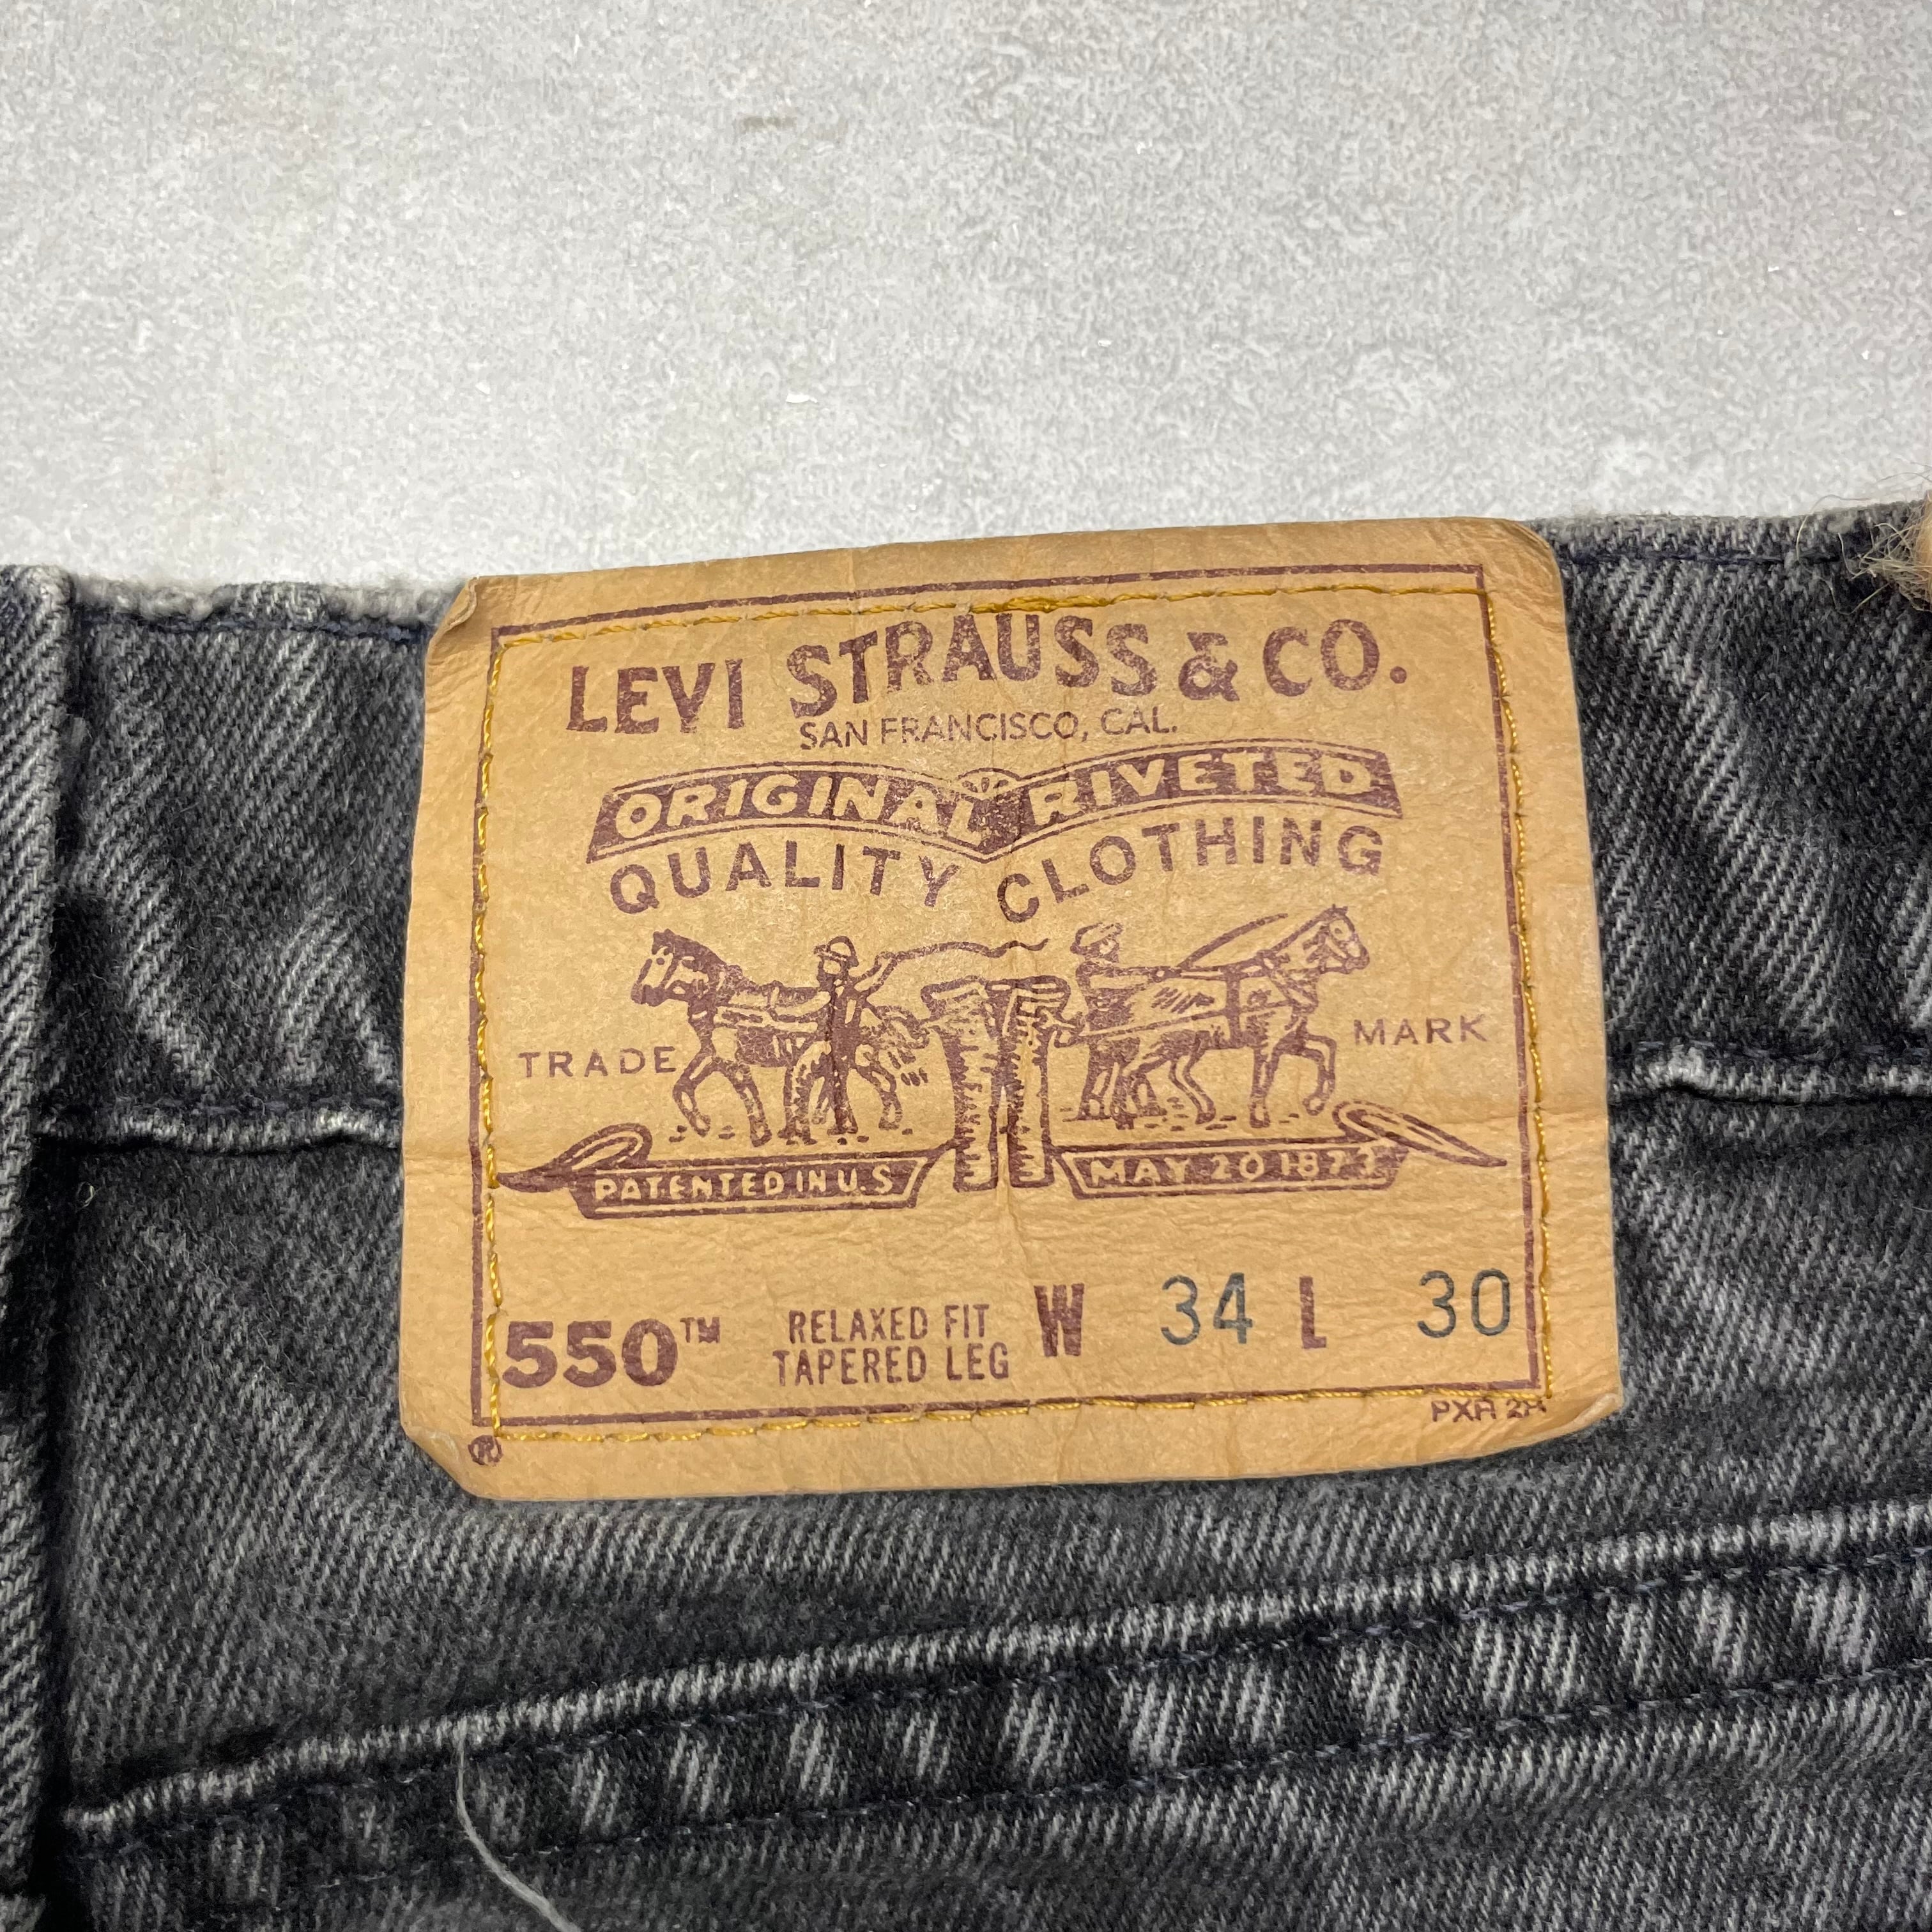 LEVI STRAUSS & CO.
SAN FRANCISCO, CAL.
ORIGINAL RIVETED
QUALITY CLOTHING
TRADE MARK
PATENTED IN U.S MAY 20 1873
550™ RELAXED FIT W 34 L 30
TAPERED LEG
®